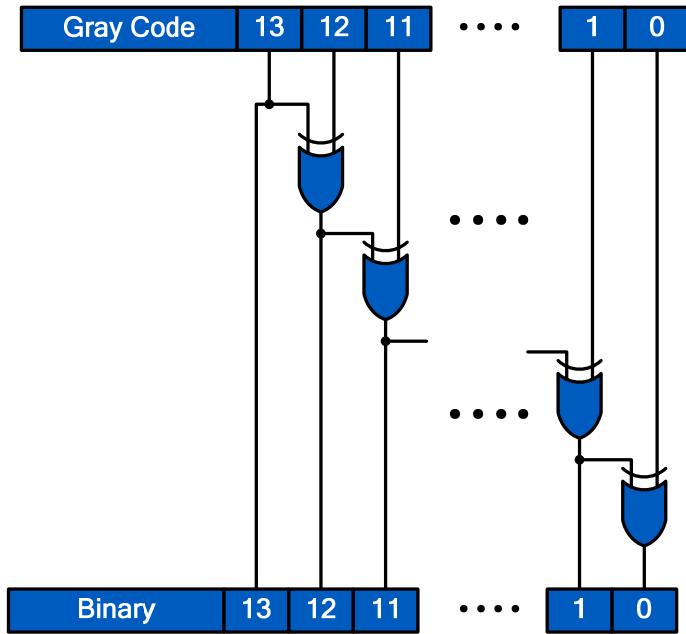 Gray Code 13 12 11 •••• 1 0
Binary 13 12 11 •••• 1 0